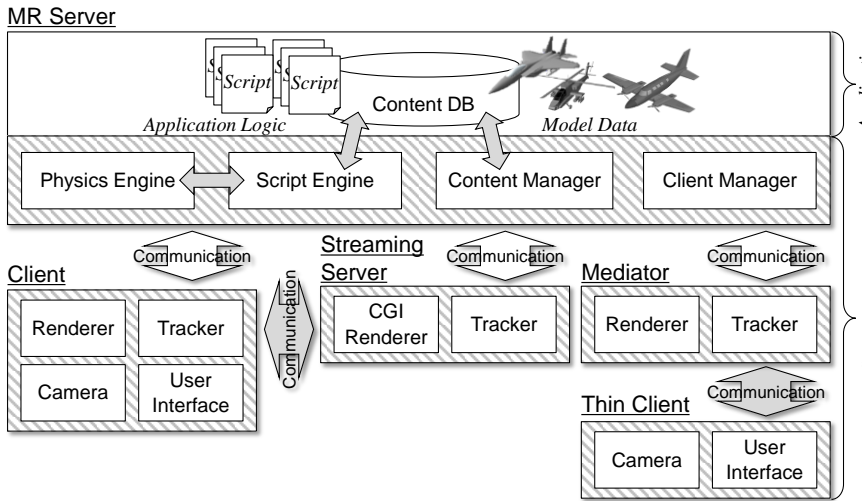 MR Server
Script
Script
Content DB
Application Logic
Model Data
Physics Engine
Script Engine
Content Manager
Client Manager
Communication
Communication
Communication
Client
Renderer
Tracker
Camera
User
Interface
Communication
Streaming
Server
CGI
Renderer
Tracker
Mediator
Renderer
Tracker
Communication
Thin Client
Camera
User
Interface